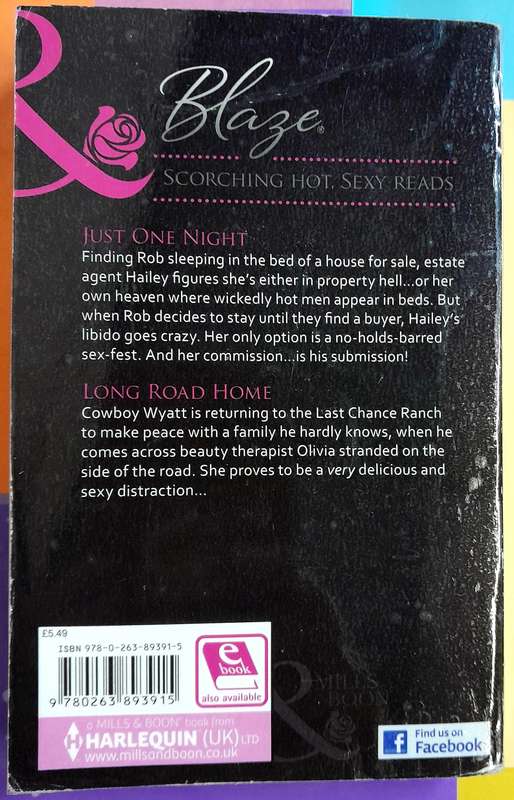 R
Blaze®
SCORCHING HOT, SEXY READS
JUST ONE NIGHT
Finding Rob sleeping in the bed of a house for sale, estate
agent Hailey figures she's either in property hell...or her
own heaven where wickedly hot men appear in beds. But
when Rob decides to stay until they find a buyer, Hailey's
libido goes crazy. Her only option is a no-holds-barred
sex-fest. And her commission...is his submission!
LONG ROAD HOME
Cowboy Wyatt is returning to the Last Chance Ranch
to make peace with a family he hardly knows, when he
comes across beauty therapist Olivia stranded on the
side of the road. She proves to be a very delicious and
sexy distraction...
£5.49
ISBN 978-0-263-89391-5
9 780263 893915
e
book
also available
a MILLS & BOON® book from
HARLEQUIN (UK) LTD
www.millsandboon.co.uk
MILLS
f Find us on
Facebook